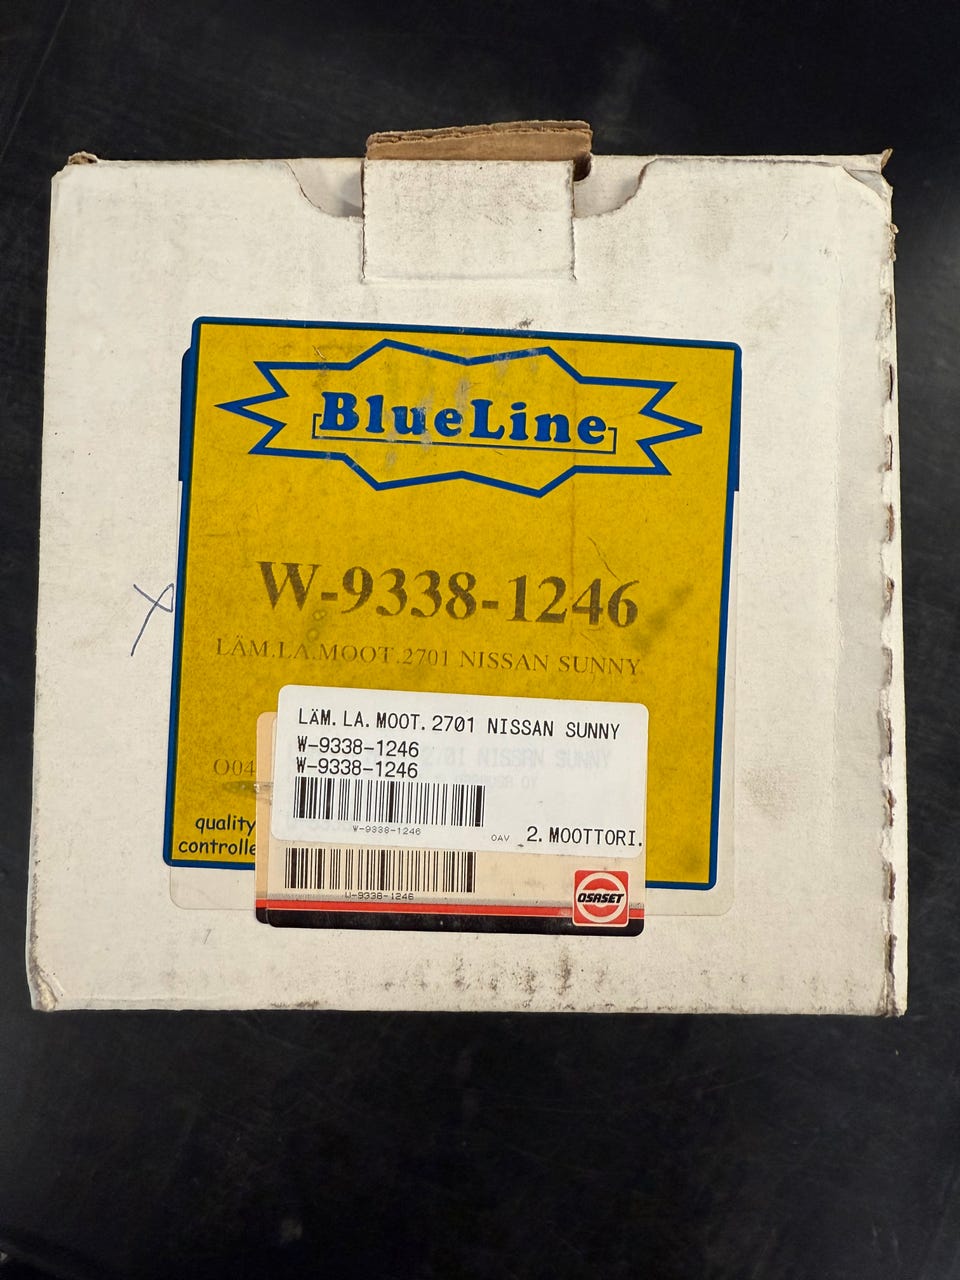 BlueLine
W-9338-1246
LÄM.LA.MOOT.2701 NISSAN SUNNY
LÄM.LA.MOOT.2701 NISSAN SUNNY
W-9338-1246
W-9338-1246
W-9338-1246
OAV 2.MOOTTORI.
O04
quality
controlle
W-9338-1246
OSASET